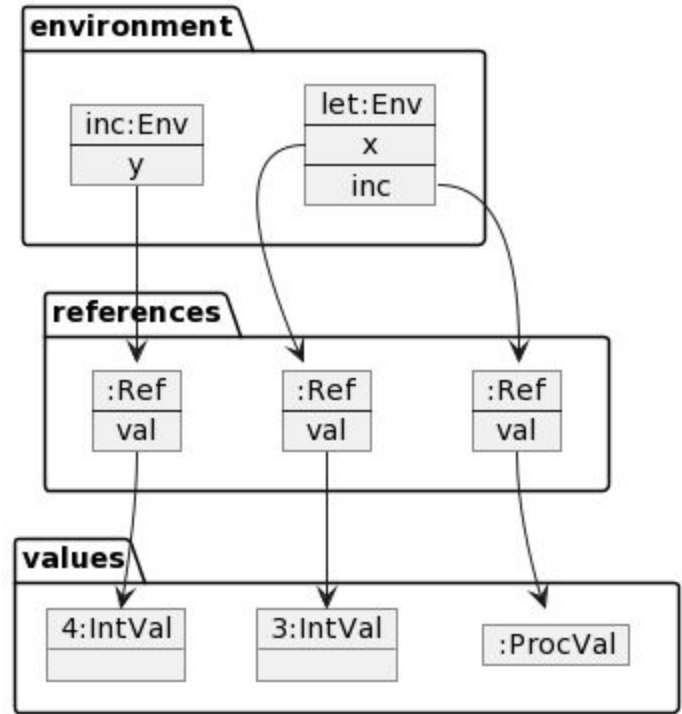 environment
inc:Env
y
let:Env
x
inc
references
:Ref
val
:Ref
val
:Ref
val
values
4:IntVal
3:IntVal
:ProcVal